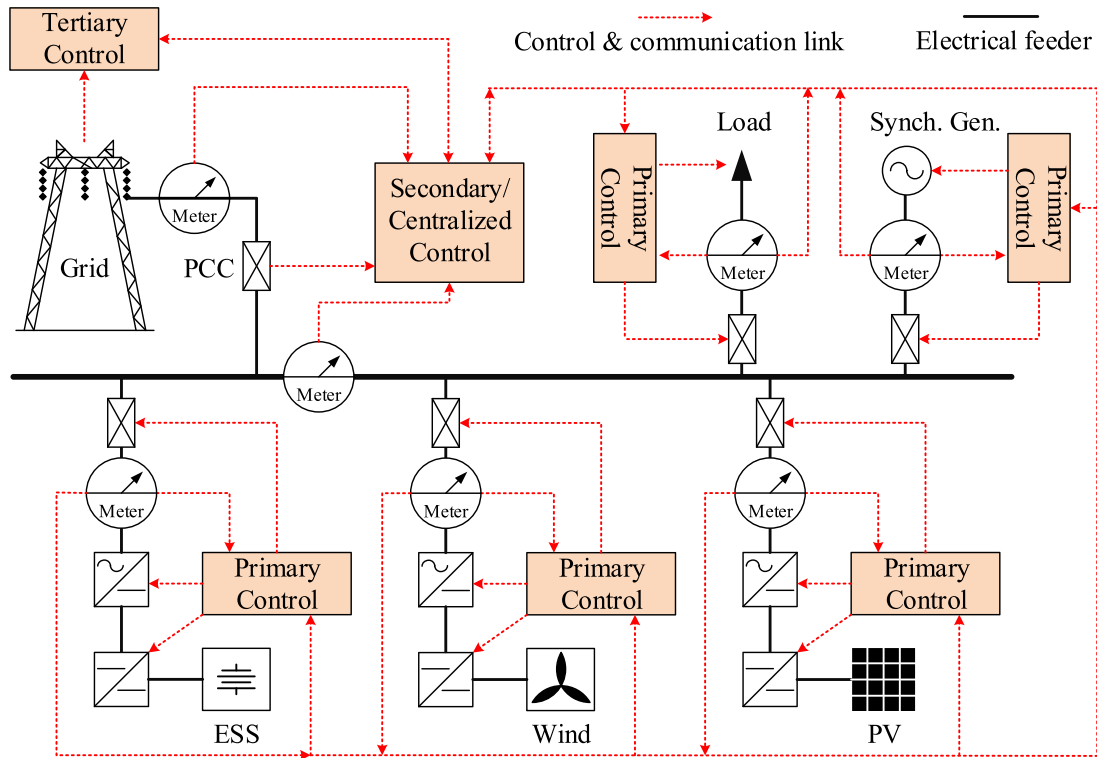 Tertiary
Control
Control & communication link
Electrical feeder
Load
Synch. Gen.
Meter
Secondary/
Centralized
Control
Primary
Control
Primary
Control
Grid
PCC
Meter
Meter
Meter
Meter
Meter
Meter
Primary
Control
Primary
Control
Primary
Control
ESS
Wind
PV